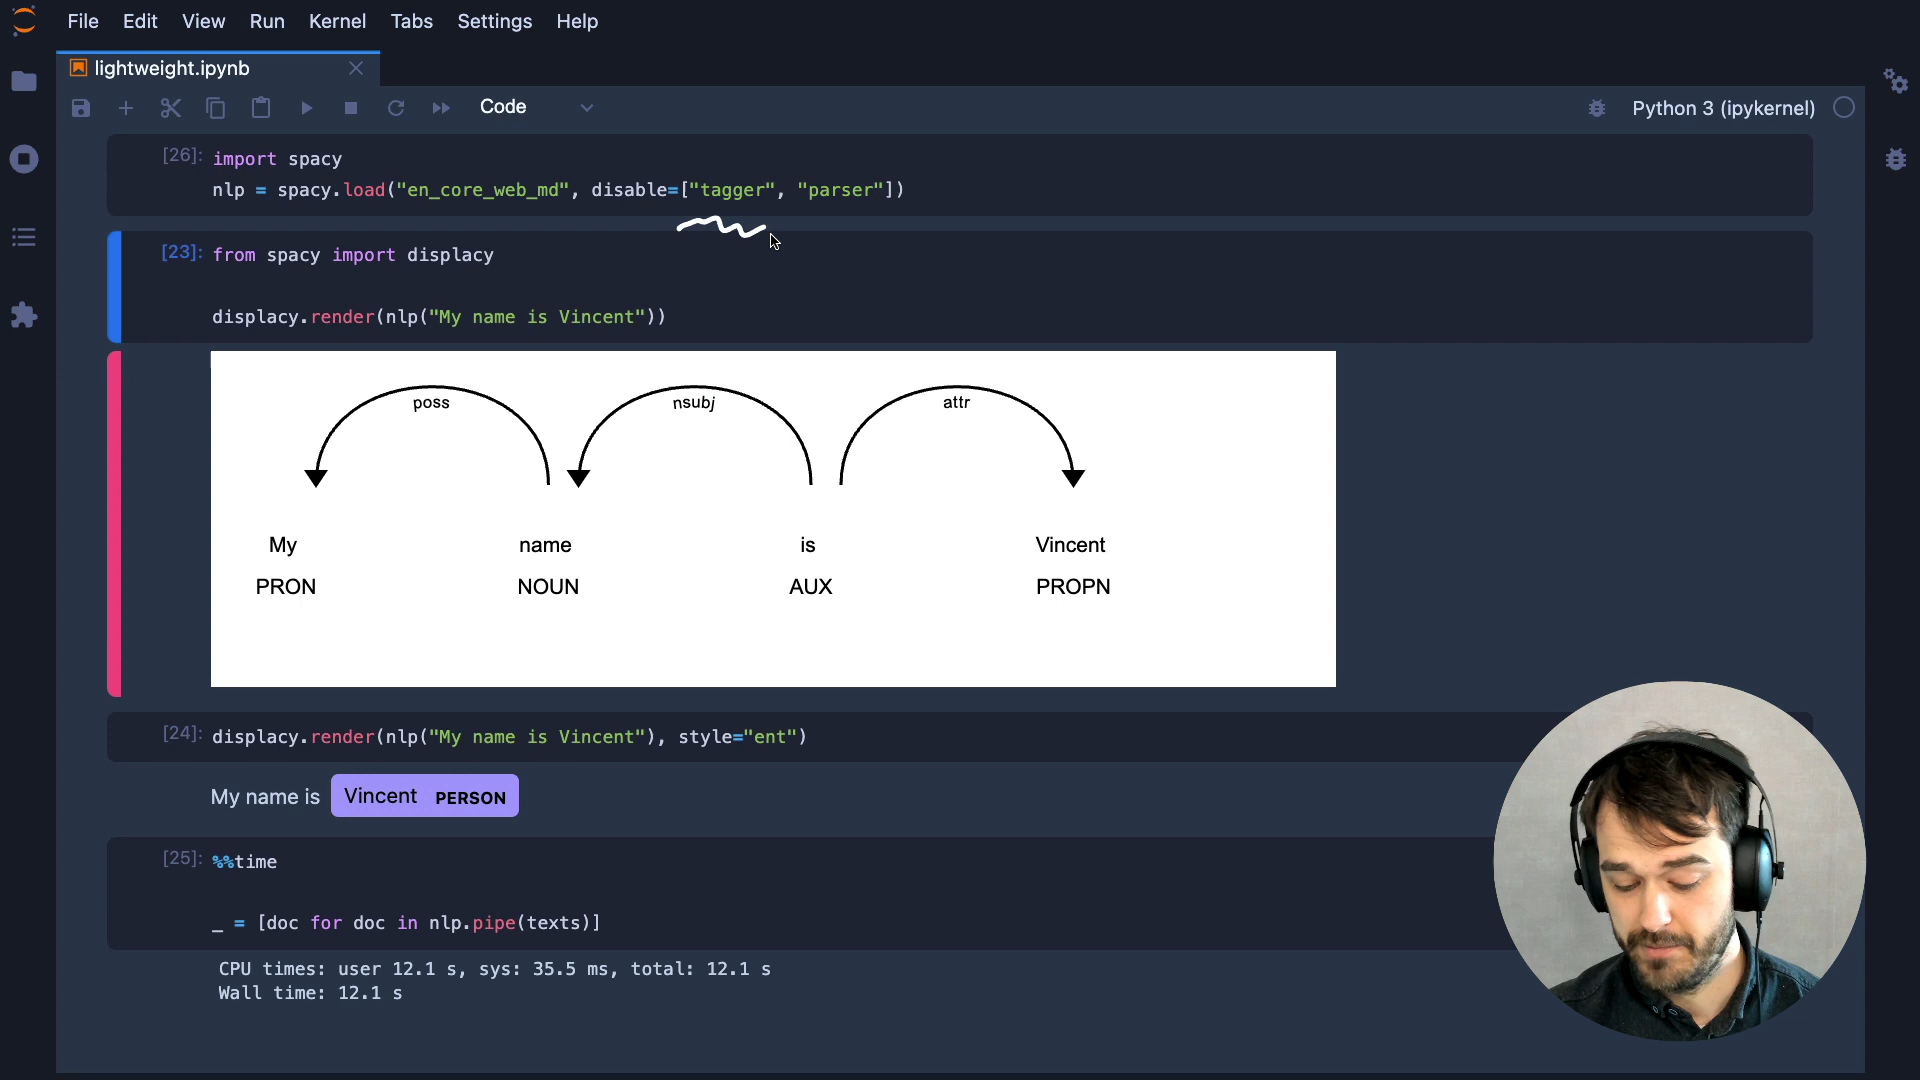 File Edit View Run Kernel Tabs Settings Help
lightweight.ipynb
Code
Python 3 (ipykernel)
[26]: import spacy
nlp = spacy.load("en_core_web_md", disable=["tagger", "parser"])
[23]: from spacy import displacy
displacy.render(nlp("My name is Vincent"))
poss nsubj attr
My name is Vincent
PRON NOUN AUX PROPN
[24]: displacy.render(nlp("My name is Vincent"), style="ent")
My name is Vincent PERSON
[25]: %%time
_ = [doc for doc in nlp.pipe(texts)]
CPU times: user 12.1 s, sys: 35.5 ms, total: 12.1 s
Wall time: 12.1 s